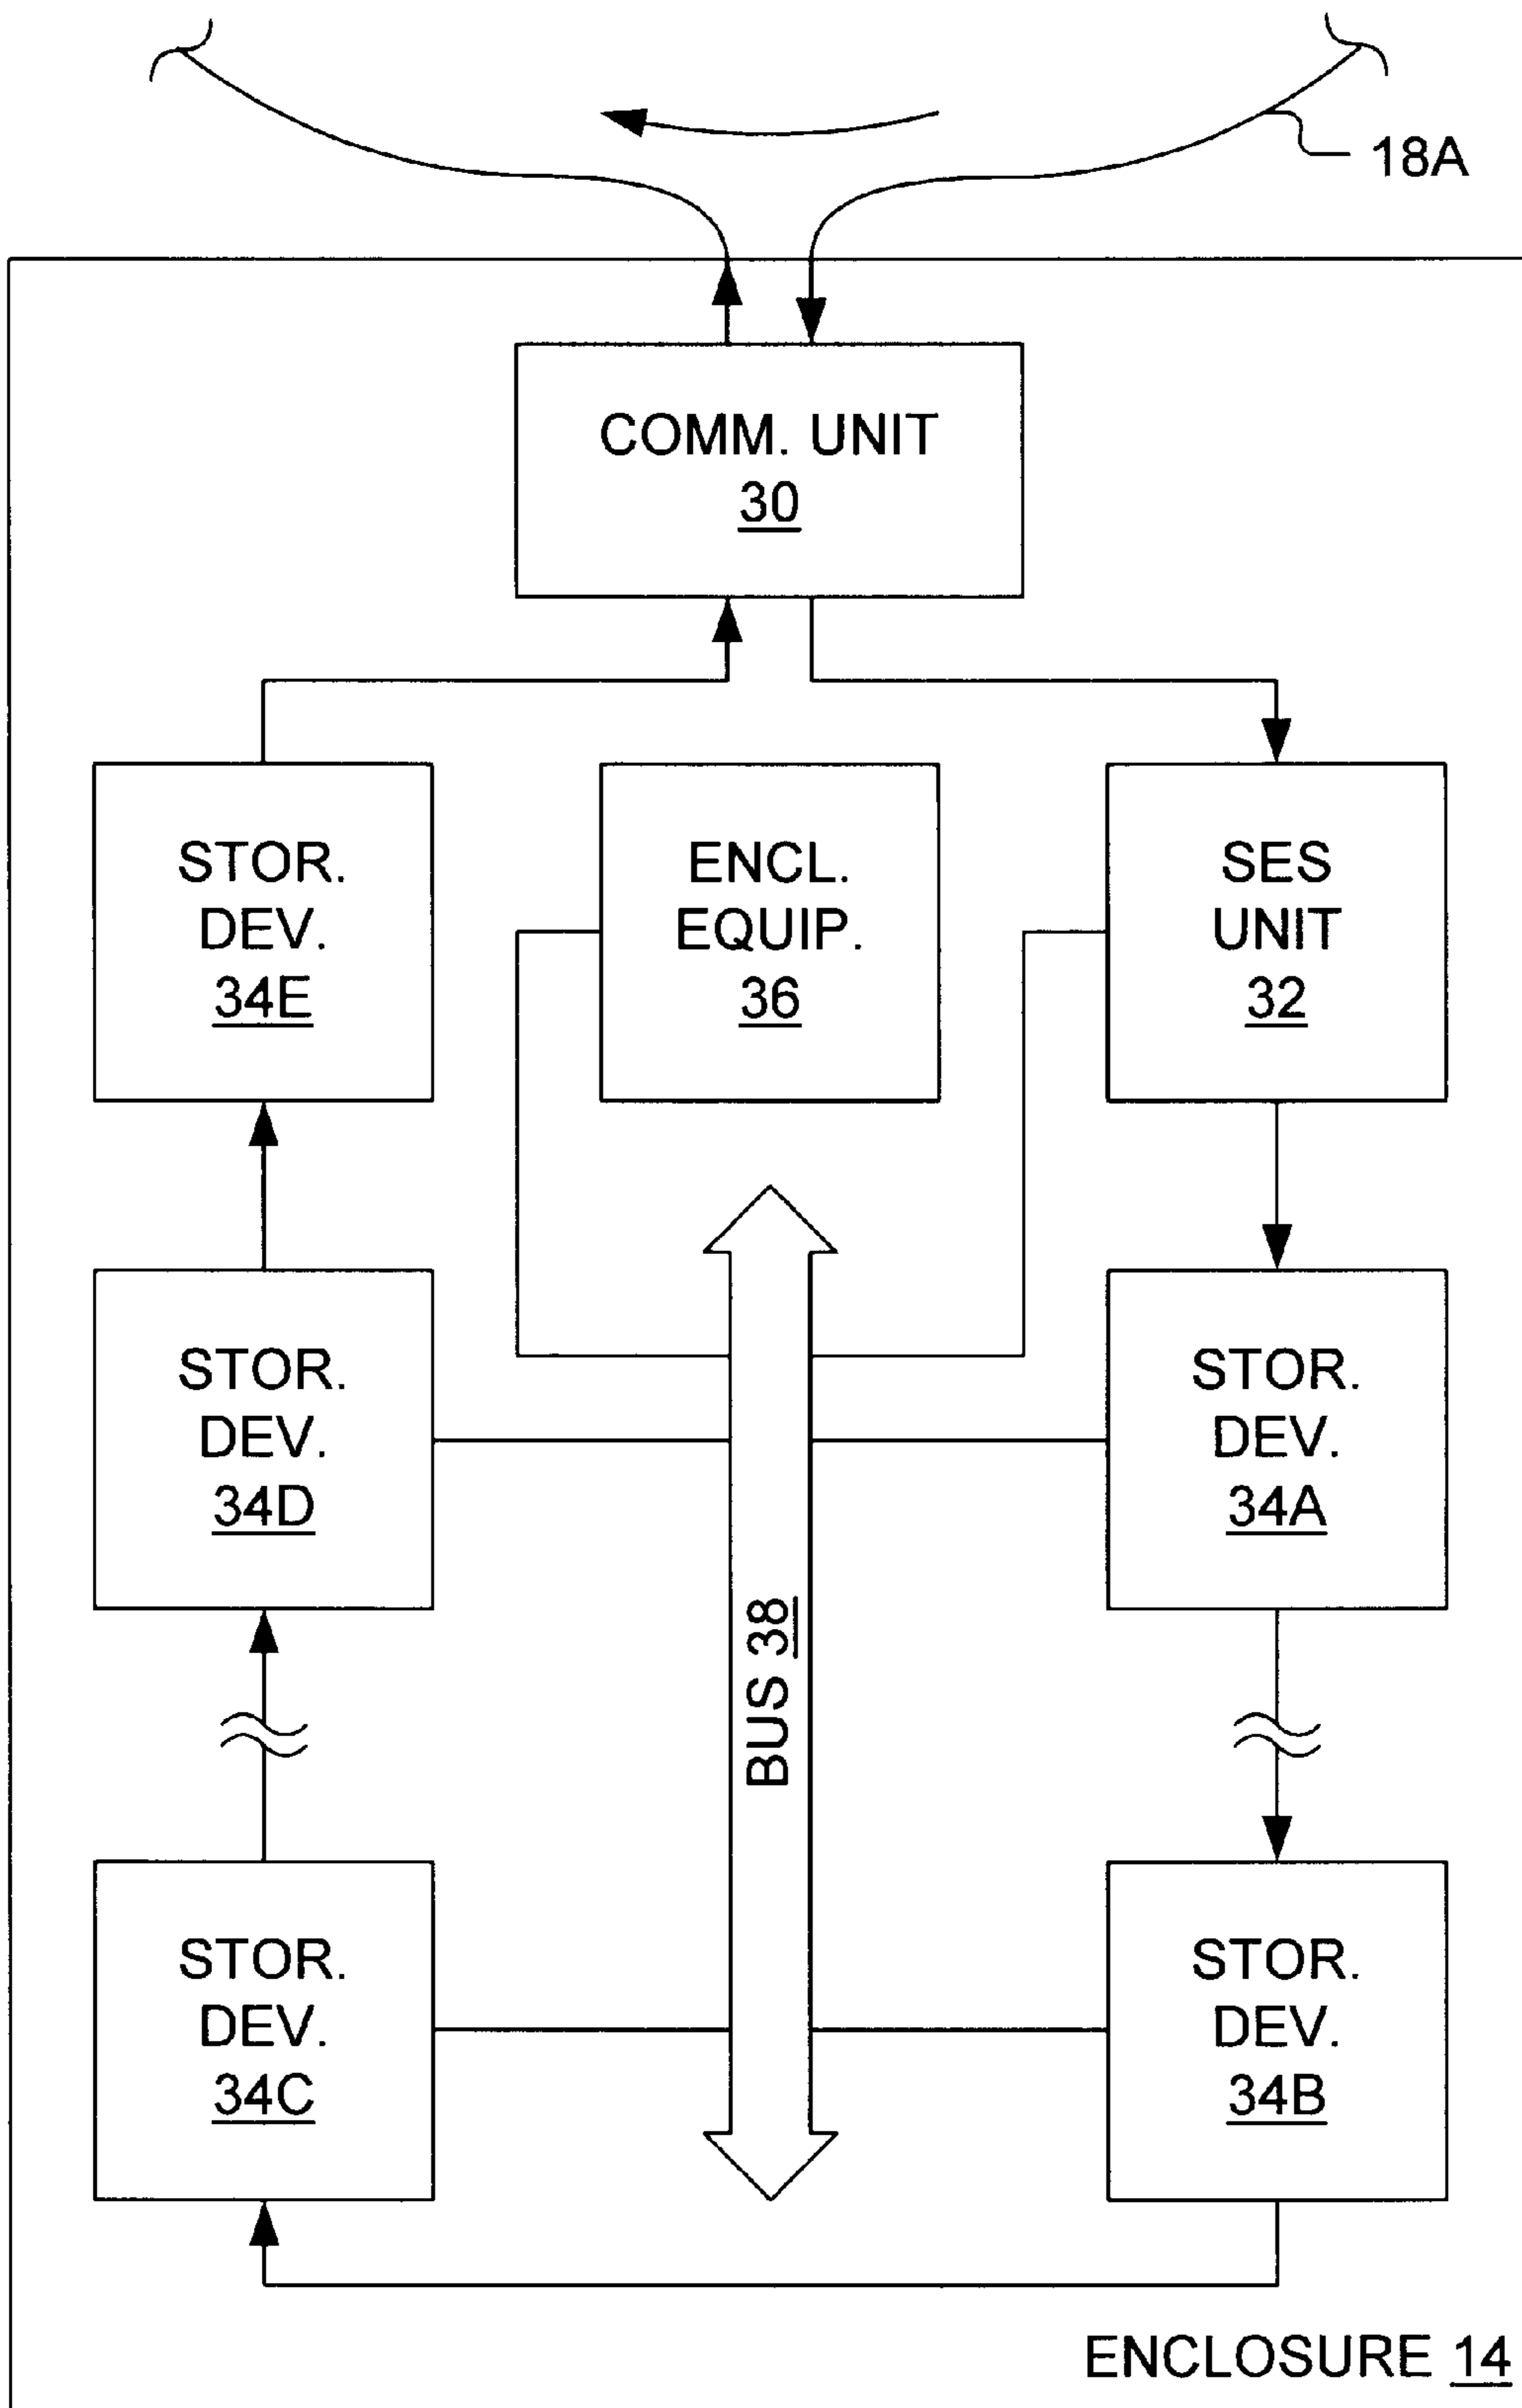 18A
COMM. UNIT
30
STOR.
DEV.
34E
ENCL.
EQUIP.
36
SES
UNIT
32
STOR.
DEV.
34D
STOR.
DEV.
34A
BUS 38
STOR.
DEV.
34C
STOR.
DEV.
34B
ENCLOSURE 14